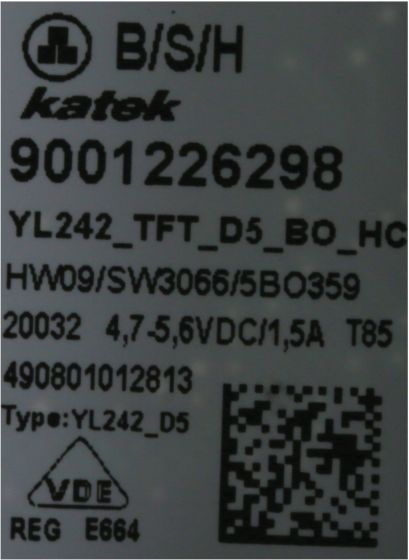 B/S/H
katek
9001226298
YL242_TFT_D5_BO_HC
HW09/SW3066/5BO359
20032 4,7-5,6VDC/1,5A T85
490801012813
Type:YL242_D5
VDE
REG E664